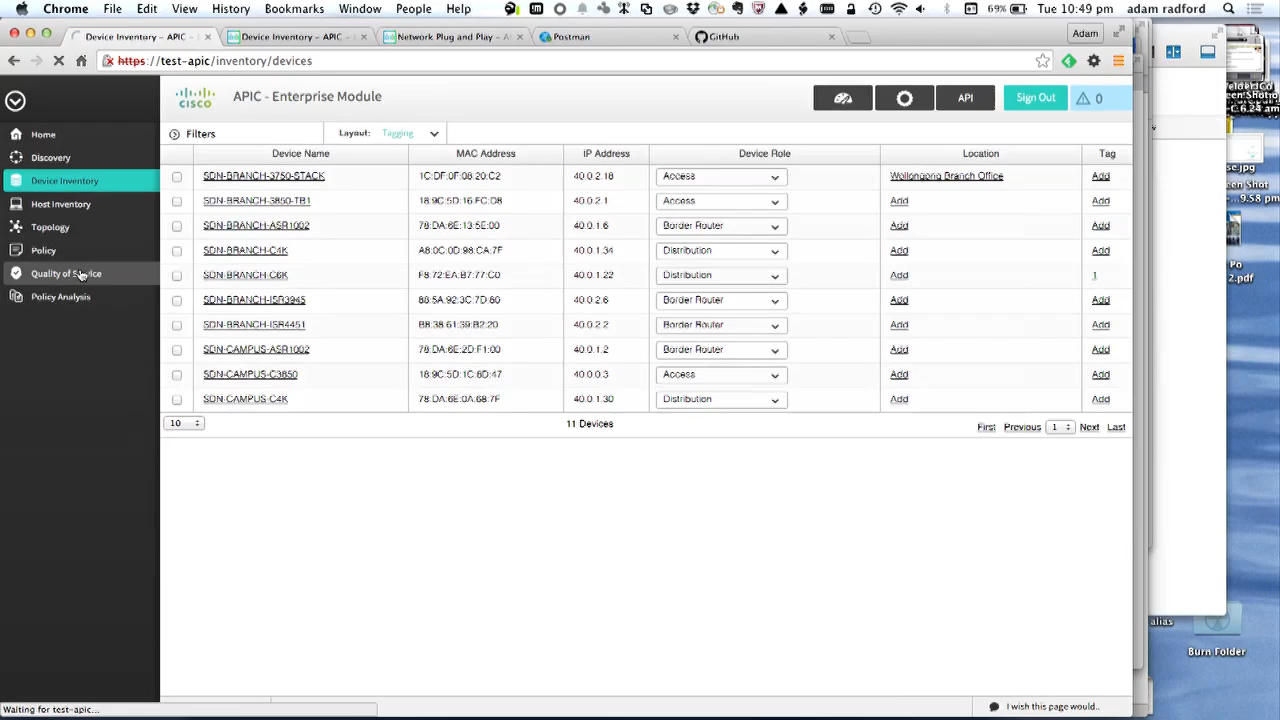 Chrome File Edit View History Bookmarks Window People Help 69% Tue 10:49 pm adam radford
Device Inventory - APIC - Device Inventory - APIC - Network Plug and Play - A Postman GitHub Adam
https://test-apic/inventory/devices
CISCO APIC - Enterprise Module API Sign Out 0
Filters Layout: Tagging
Home
Discovery
Device Inventory
Host Inventory
Topology
Policy
Quality of Service
Policy Analysis
Device Name MAC Address IP Address Device Role Location Tag
SDN-BRANCH-3750-STACK 1C:DF:0F:08:20:C2 40.0.2.18 Access Wollongong Branch Office Add
SDN-BRANCH-3850-TB1 18:9C:5D:16:FC:D8 40.0.2.1 Access Add Add
SDN-BRANCH-ASR1002 78:DA:6E:13:5E:00 40.0.1.6 Border Router Add Add
SDN-BRANCH-C4K A8:0C:0D:98:CA:7F 40.0.1.34 Distribution Add Add
SDN-BRANCH-C6K F8:72:EA:B7:77:C0 40.0.1.22 Distribution Add 1
SDN-BRANCH-ISR3945 88:5A:92:3C:7D:60 40.0.2.6 Border Router Add Add
SDN-BRANCH-ISR4451 B8:38:61:39:B2:20 40.0.2.2 Border Router Add Add
SDN-CAMPUS-ASR1002 78:DA:6E:2D:F1:00 40.0.1.2 Border Router Add Add
SDN-CAMPUS-C3850 18:9C:5D:1C:6D:47 40.0.0.3 Access Add Add
SDN-CAMPUS-C4K 78:DA:6E:0A:68:7F 40.0.1.30 Distribution Add Add
10 11 Devices First Previous 1 Next Last
I wish this page would..
Waiting for test-apic...
se.jpg
een Shot
...9.58 pm
Po
2.pdf
alias
Burn Folder